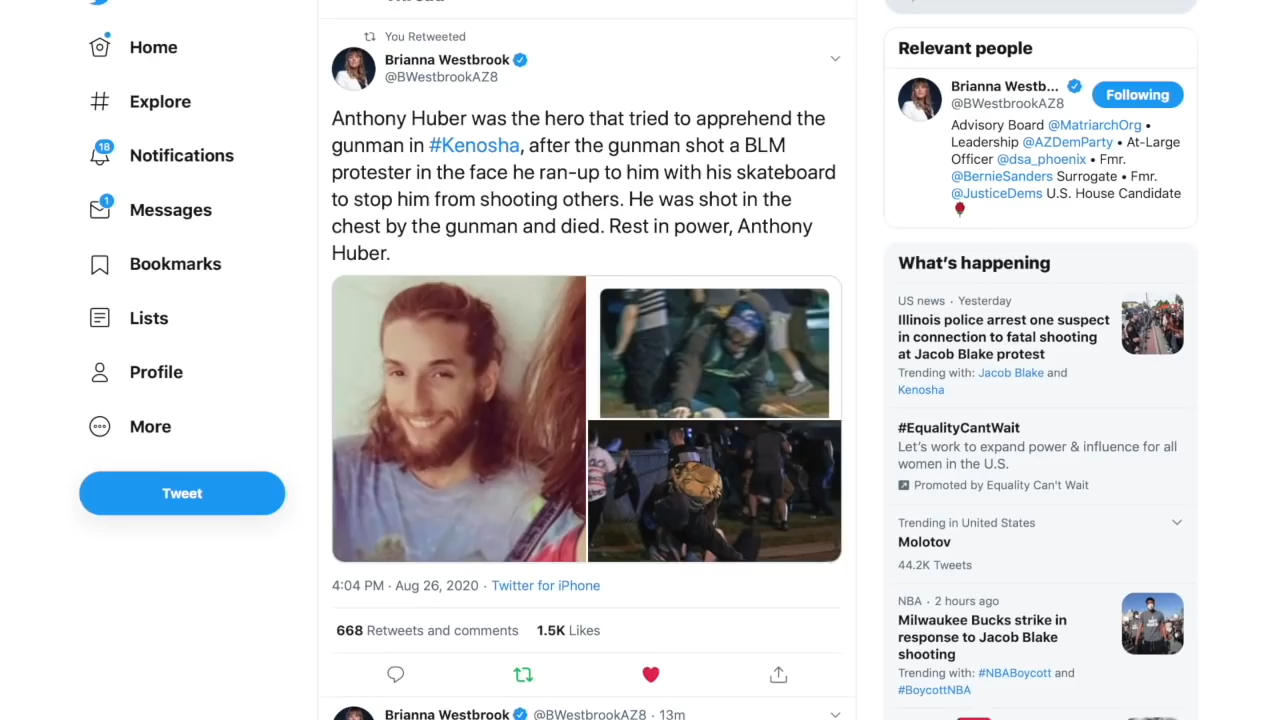 Home
Explore
18
Notifications
1
Messages
Bookmarks
Lists
Profile
More
Tweet
You Retweeted
Brianna Westbrook
@BWestbrookAZ8
Anthony Huber was the hero that tried to apprehend the
gunman in #Kenosha, after the gunman shot a BLM
protester in the face he ran-up to him with his skateboard
to stop him from shooting others. He was shot in the
chest by the gunman and died. Rest in power, Anthony
Huber.
4:04 PM · Aug 26, 2020 · Twitter for iPhone
668 Retweets and comments 1.5K Likes
Brianna Westbrook @BWestbrookAZ8 · 13m
Relevant people
Brianna Westb...
@BWestbrookAZ8
Following
Advisory Board @MatriarchOrg •
Leadership @AZDemParty • At-Large
Officer @dsa_phoenix • Fmr.
@BernieSanders Surrogate • Fmr.
@JusticeDems U.S. House Candidate
What's happening
US news · Yesterday
Illinois police arrest one suspect
in connection to fatal shooting
at Jacob Blake protest
Trending with: Jacob Blake and
Kenosha
#EqualityCantWait
Let's work to expand power & influence for all
women in the U.S.
Promoted by Equality Can't Wait
Trending in United States
Molotov
44.2K Tweets
NBA · 2 hours ago
Milwaukee Bucks strike in
response to Jacob Blake
shooting
Trending with: #NBABoycott and
#BoycottNBA